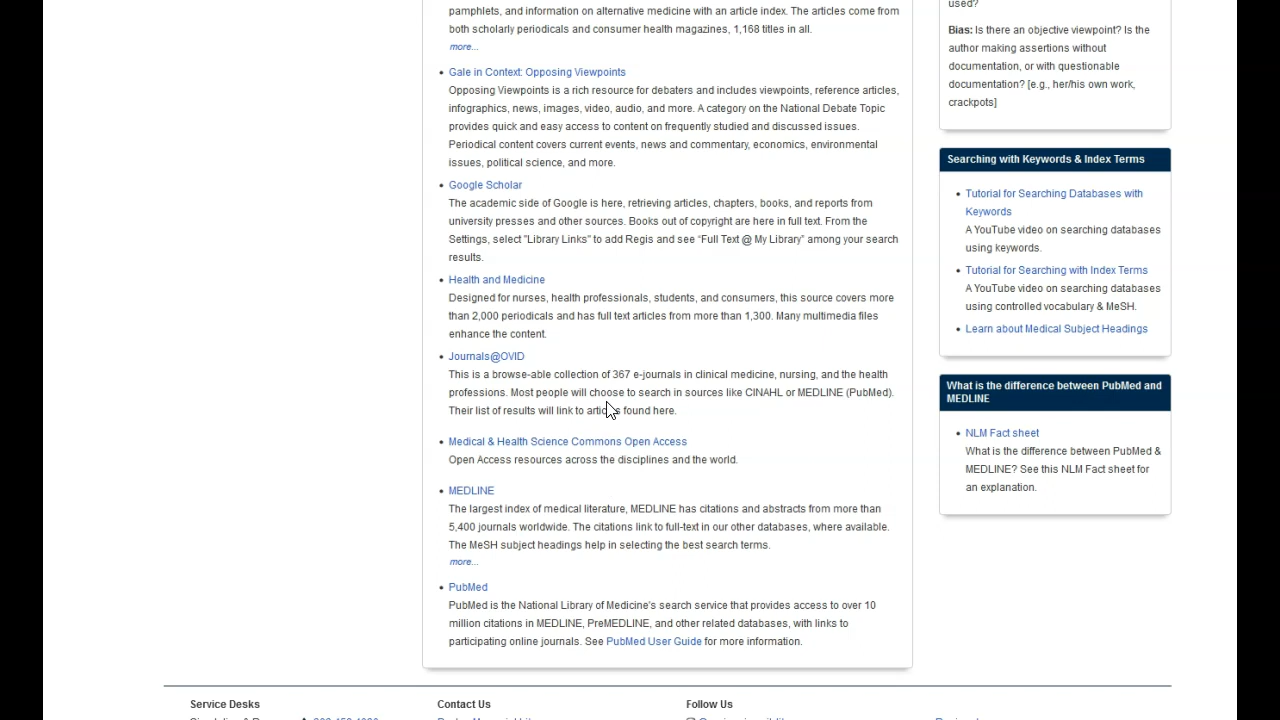 pamphlets, and information on alternative medicine with an article index. The articles come from
both scholarly periodicals and consumer health magazines, 1,168 titles in all.
more...
Gale in Context: Opposing Viewpoints
Opposing Viewpoints is a rich resource for debaters and includes viewpoints, reference articles,
infographics, news, images, video, audio, and more. A category on the National Debate Topic
provides quick and easy access to content on frequently studied and discussed issues.
Periodical content covers current events, news and commentary, economics, environmental
issues, political science, and more.
Google Scholar
The academic side of Google is here, retrieving articles, chapters, books, and reports from
university presses and other sources. Books out of copyright are here in full text. From the
Settings, select "Library Links" to add Regis and see “Full Text @ My Library” among your search
results.
Health and Medicine
Designed for nurses, health professionals, students, and consumers, this source covers more
than 2,000 periodicals and has full text articles from more than 1,300. Many multimedia files
enhance the content.
Journals@OVID
This is a browse-able collection of 367 e-journals in clinical medicine, nursing, and the health
professions. Most people will choose to search in sources like CINAHL or MEDLINE (PubMed).
Their list of results will link to articles found here.
Medical & Health Science Commons Open Access
Open Access resources across the disciplines and the world.
MEDLINE
The largest index of medical literature, MEDLINE has citations and abstracts from more than
5,400 journals worldwide. The citations link to full-text in our other databases, where available.
The MeSH subject headings help in selecting the best search terms.
more...
PubMed
PubMed is the National Library of Medicine's search service that provides access to over 10
million citations in MEDLINE, PreMEDLINE, and other related databases, with links to
participating online journals. See PubMed User Guide for more information.
used?
Bias: Is there an objective viewpoint? Is the
author making assertions without
documentation, or with questionable
documentation? [e.g., her/his own work,
crackpots]
Searching with Keywords & Index Terms
Tutorial for Searching Databases with
Keywords
A YouTube video on searching databases
using keywords.
Tutorial for Searching with Index Terms
A YouTube video on searching databases
using controlled vocabulary & MeSH.
Learn about Medical Subject Headings
What is the difference between PubMed and
MEDLINE
NLM Fact sheet
What is the difference between PubMed &
MEDLINE? See this NLM Fact sheet for
an explanation.
Service Desks
Contact Us
Follow Us